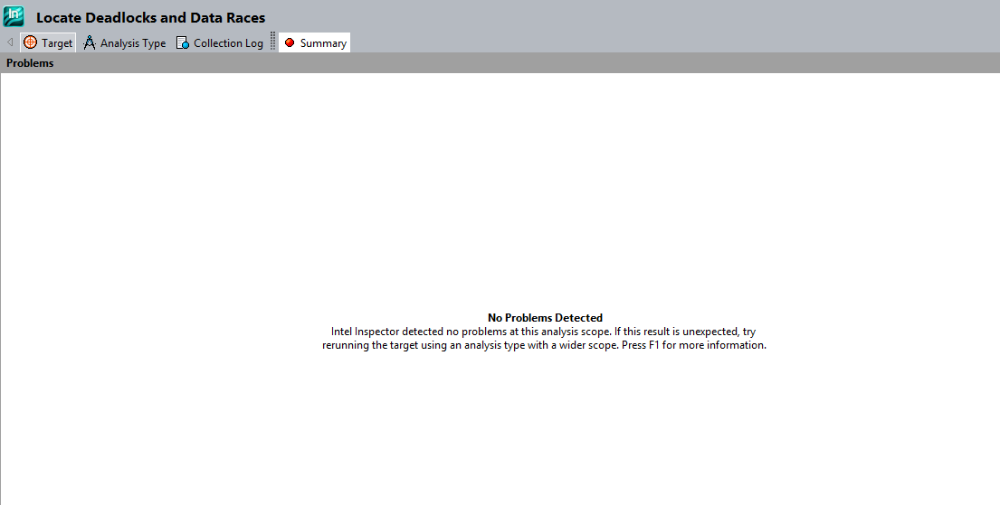 In
Locate Deadlocks and Data Races
Target Analysis Type Collection Log Summary
Problems
No Problems Detected
Intel Inspector detected no problems at this analysis scope. If this result is unexpected, try
rerunning the target using an analysis type with a wider scope. Press F1 for more information.